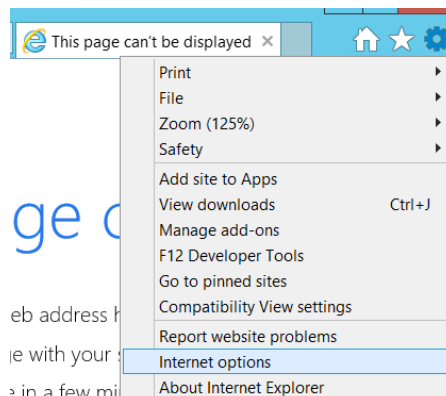 This page can't be displayed
Print
File
Zoom (125%)
Safety
Add site to Apps
View downloads Ctrl+J
Manage add-ons
F12 Developer Tools
Go to pinned sites
Compatibility View settings
Report website problems
Internet options
About Internet Explorer
ge
eb address
with your
in a few